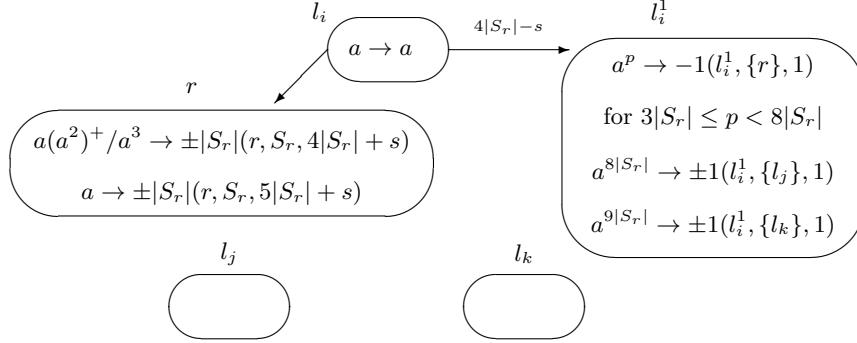 l_i
a → a
4|S_r|−s
l_i^1
a^p → −1(l_i^1, {r}, 1)
for 3|S_r| ≤ p < 8|S_r|
a^{8|S_r|} → ±1(l_i^1, {l_j}, 1)
a^{9|S_r|} → ±1(l_i^1, {l_k}, 1)
r
a(a^2)^+/a^3 → ±|S_r|(r, S_r, 4|S_r| + s)
a → ±|S_r|(r, S_r, 5|S_r| + s)
l_j
l_k